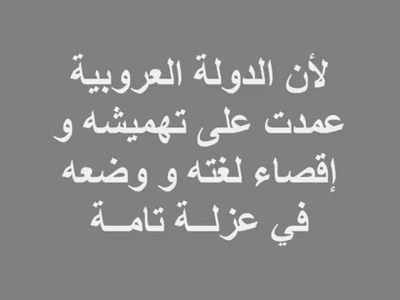 لأن الدولة العروبية
عمدت على تهميشه و
إقصاء لغته و وضعه
في عزلــة تامــة